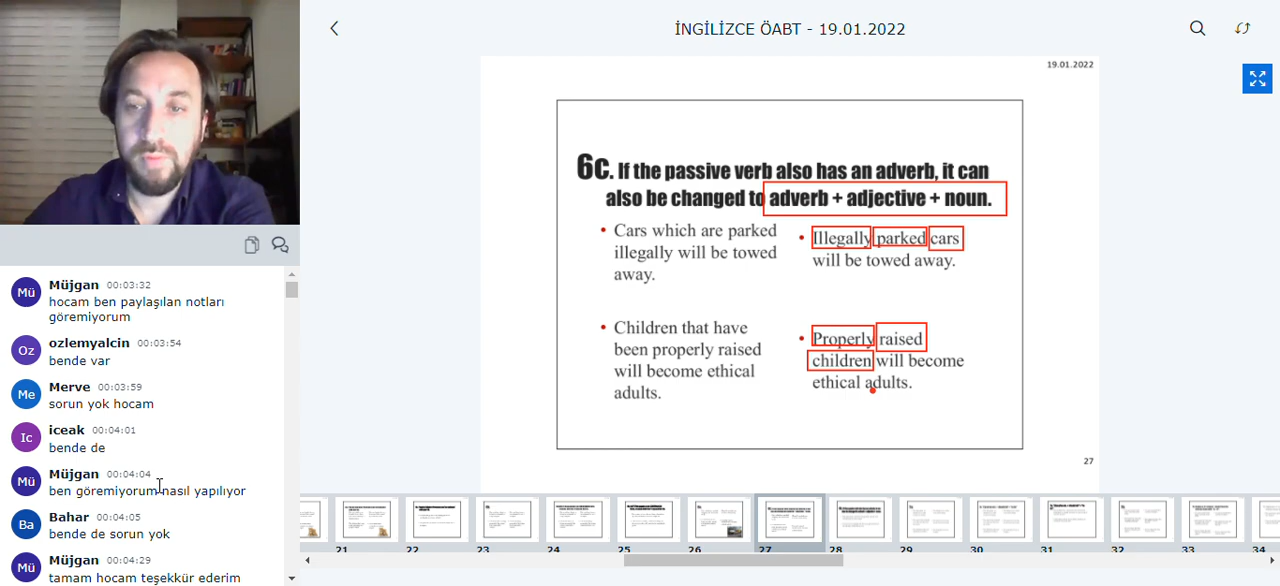 İNGİLİZCE ÖABT - 19.01.2022
19.01.2022
6c. If the passive verb also has an adverb, it can
also be changed to adverb + adjective + noun.
• Cars which are parked
illegally will be towed
away.
• Illegally parked cars
will be towed away.
• Children that have
been properly raised
will become ethical
adults.
• Properly raised
children will become
ethical adults.
27
Mü
Müjgan 00:03:32
hocam ben paylaşılan notları
göremiyorum
Oz
ozlemyalcin 00:03:54
bende var
Me
Merve 00:03:59
sorun yok hocam
Ic
iceak 00:04:01
bende de
Mü
Müjgan 00:04:04
ben göremiyorum nasıl yapılıyor
Ba
Bahar 00:04:05
bende de sorun yok
Mü
Müjgan 00:04:29
tamam hocam teşekkür ederim
21 22 23 24 25 26 27 28 29 30 31 32 33 34